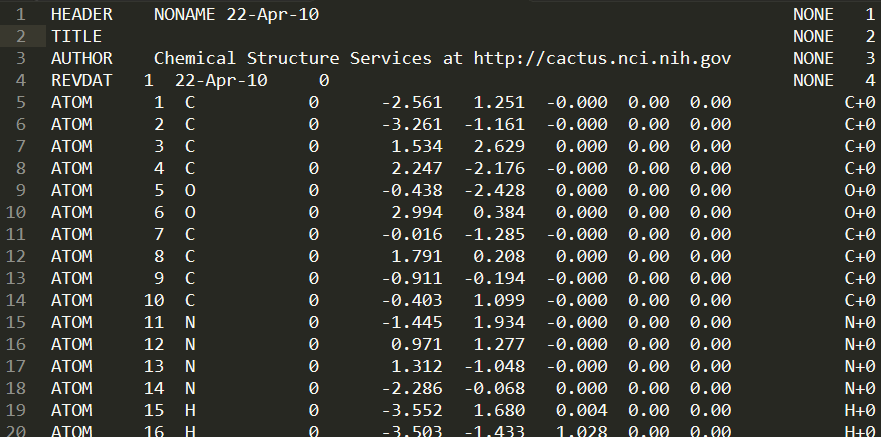 1 HEADER NONAME 22-Apr-10 NONE 1
2 TITLE NONE 2
3 AUTHOR Chemical Structure Services at http://cactus.nci.nih.gov NONE 3
4 REVDAT 1 22-Apr-10 0 NONE 4
5 ATOM 1 C 0 -2.561 1.251 -0.000 0.00 0.00 C+0
6 ATOM 2 C 0 -3.261 -1.161 -0.000 0.00 0.00 C+0
7 ATOM 3 C 0 1.534 2.629 -0.000 0.00 0.00 C+0
8 ATOM 4 C 0 2.247 -2.176 -0.000 0.00 0.00 C+0
9 ATOM 5 O 0 -0.438 -2.428 0.000 0.00 0.00 O+0
10 ATOM 6 O 0 2.994 0.384 -0.000 0.00 0.00 O+0
11 ATOM 7 C 0 -0.016 -1.285 -0.000 0.00 0.00 C+0
12 ATOM 8 C 0 1.791 0.208 -0.000 0.00 0.00 C+0
13 ATOM 9 C 0 -0.911 -0.194 -0.000 0.00 0.00 C+0
14 ATOM 10 C 0 -0.403 1.099 -0.000 0.00 0.00 C+0
15 ATOM 11 N 0 -1.445 1.934 -0.000 0.00 0.00 N+0
16 ATOM 12 N 0 0.971 1.277 -0.000 0.00 0.00 N+0
17 ATOM 13 N 0 1.312 -1.048 -0.000 0.00 0.00 N+0
18 ATOM 14 N 0 -2.286 -0.068 0.000 0.00 0.00 N+0
19 ATOM 15 H 0 -3.552 1.680 0.004 0.00 0.00 H+0
20 ATOM 16 H 0 -3.503 -1.433 1.028 0.00 0.00 H+0